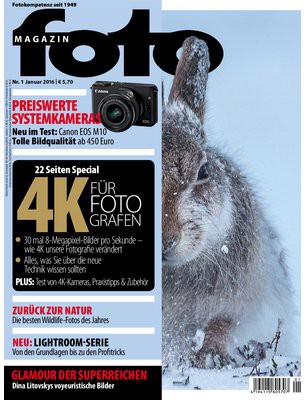 Fotokompetenz seit 1949
foto
MAGAZIN
Nr. 1 Januar 2016 | € 5,70
PREISWERTE
SYSTEMKAMERA
Neu im Test: Canon EOS M10
Tolle Bildqualität ab 450 Euro
Canon
22 Seiten Special
4K FÜR
FOTO
GRAFEN
• 30 mal 8-Megapixel-Bilder pro Sekunde –
wie 4K unsere Fotografie verändert
• Alles, was Sie über die neue
Technik wissen sollten
PLUS: Test von 4K-Kameras, Praxistipps & Zubehör
ZURÜCK ZUR NATUR
Die besten Wildlife-Fotos des Jahres
NEU: LIGHTROOM-SERIE
Von den Grundlagen bis zu den Profitricks
GLAMOUR DER SUPERREICHEN
Dina Litovskys voyeuristische Bilder